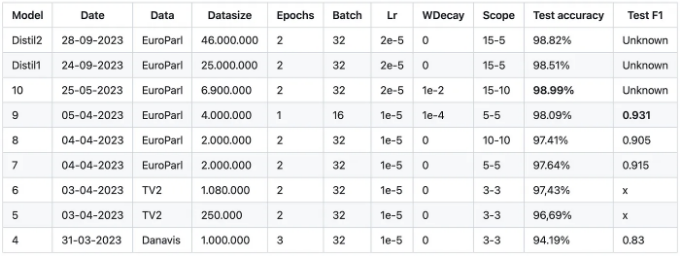 Model Date Data Datasize Epochs Batch Lr WDecay Scope Test accuracy Test F1
Distil2 28-09-2023 EuroParl 46.000.000 2 32 2e-5 0 15-5 98.82% Unknown
Distil1 24-09-2023 EuroParl 25.000.000 2 32 2e-5 0 15-5 98.51% Unknown
10 25-05-2023 EuroParl 6.900.000 2 32 2e-5 1e-2 15-10 98.99% Unknown
9 05-04-2023 EuroParl 4.000.000 1 16 1e-5 1e-4 5-5 98.09% 0.931
8 04-04-2023 EuroParl 2.000.000 2 32 1e-5 0 10-10 97.41% 0.905
7 04-04-2023 EuroParl 2.000.000 2 32 1e-5 0 5-5 97.64% 0.915
6 03-04-2023 TV2 1.080.000 2 32 1e-5 0 3-3 97,43% x
5 03-04-2023 TV2 250.000 2 32 1e-5 0 3-3 96,69% x
4 31-03-2023 Danavis 1.000.000 3 32 1e-5 0 3-3 94.19% 0.83